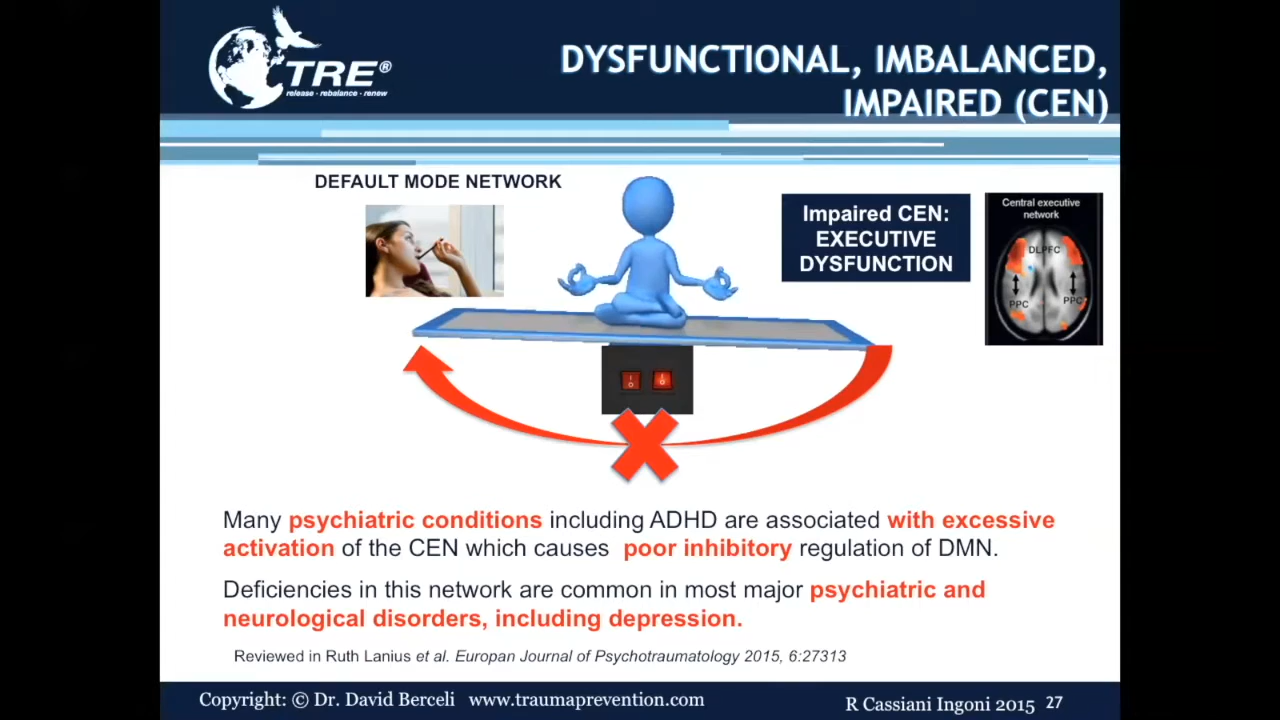 TRE®
release · rebalance · renew
DYSFUNCTIONAL, IMBALANCED,
IMPAIRED (CEN)
DEFAULT MODE NETWORK
Impaired CEN:
EXECUTIVE
DYSFUNCTION
Central executive
network
DLPFC
PPC
PPC
Many psychiatric conditions including ADHD are associated with excessive
activation of the CEN which causes poor inhibitory regulation of DMN.
Deficiencies in this network are common in most major psychiatric and
neurological disorders, including depression.
Reviewed in Ruth Lanius et al. Europan Journal of Psychotraumatology 2015, 6:27313
Copyright: © Dr. David Berceli www.traumaprevention.com
R Cassiani Ingoni 2015 27